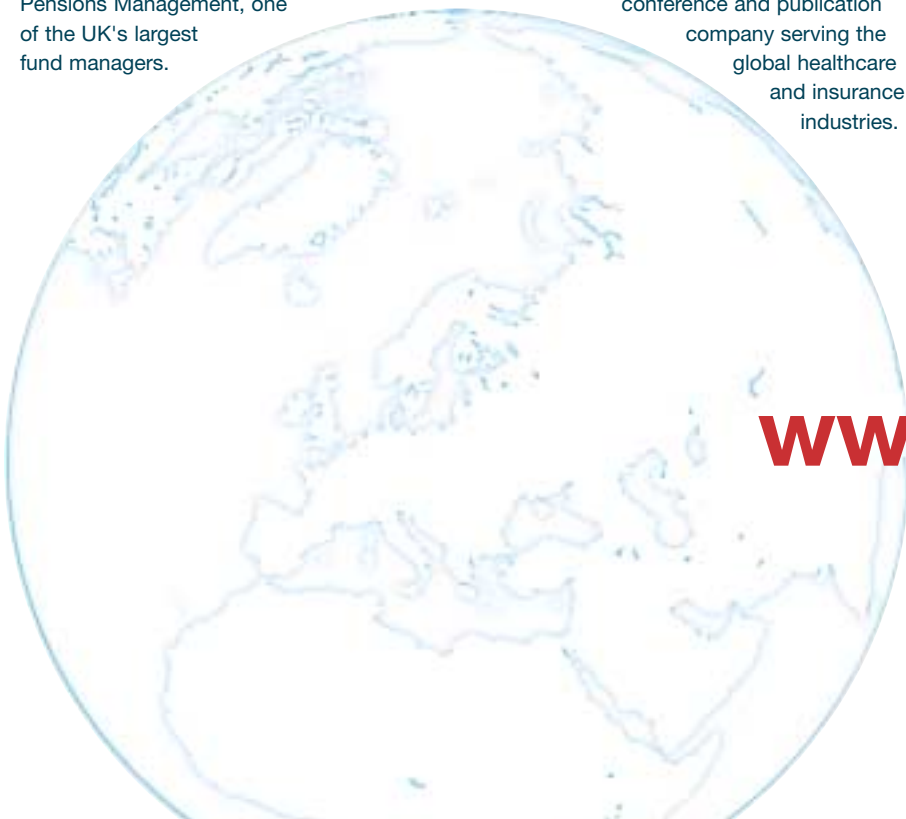 Pensions Management, one
of the UK's largest
fund managers.
conference and publication
company serving the
global healthcare
and insurance
industries.
ww